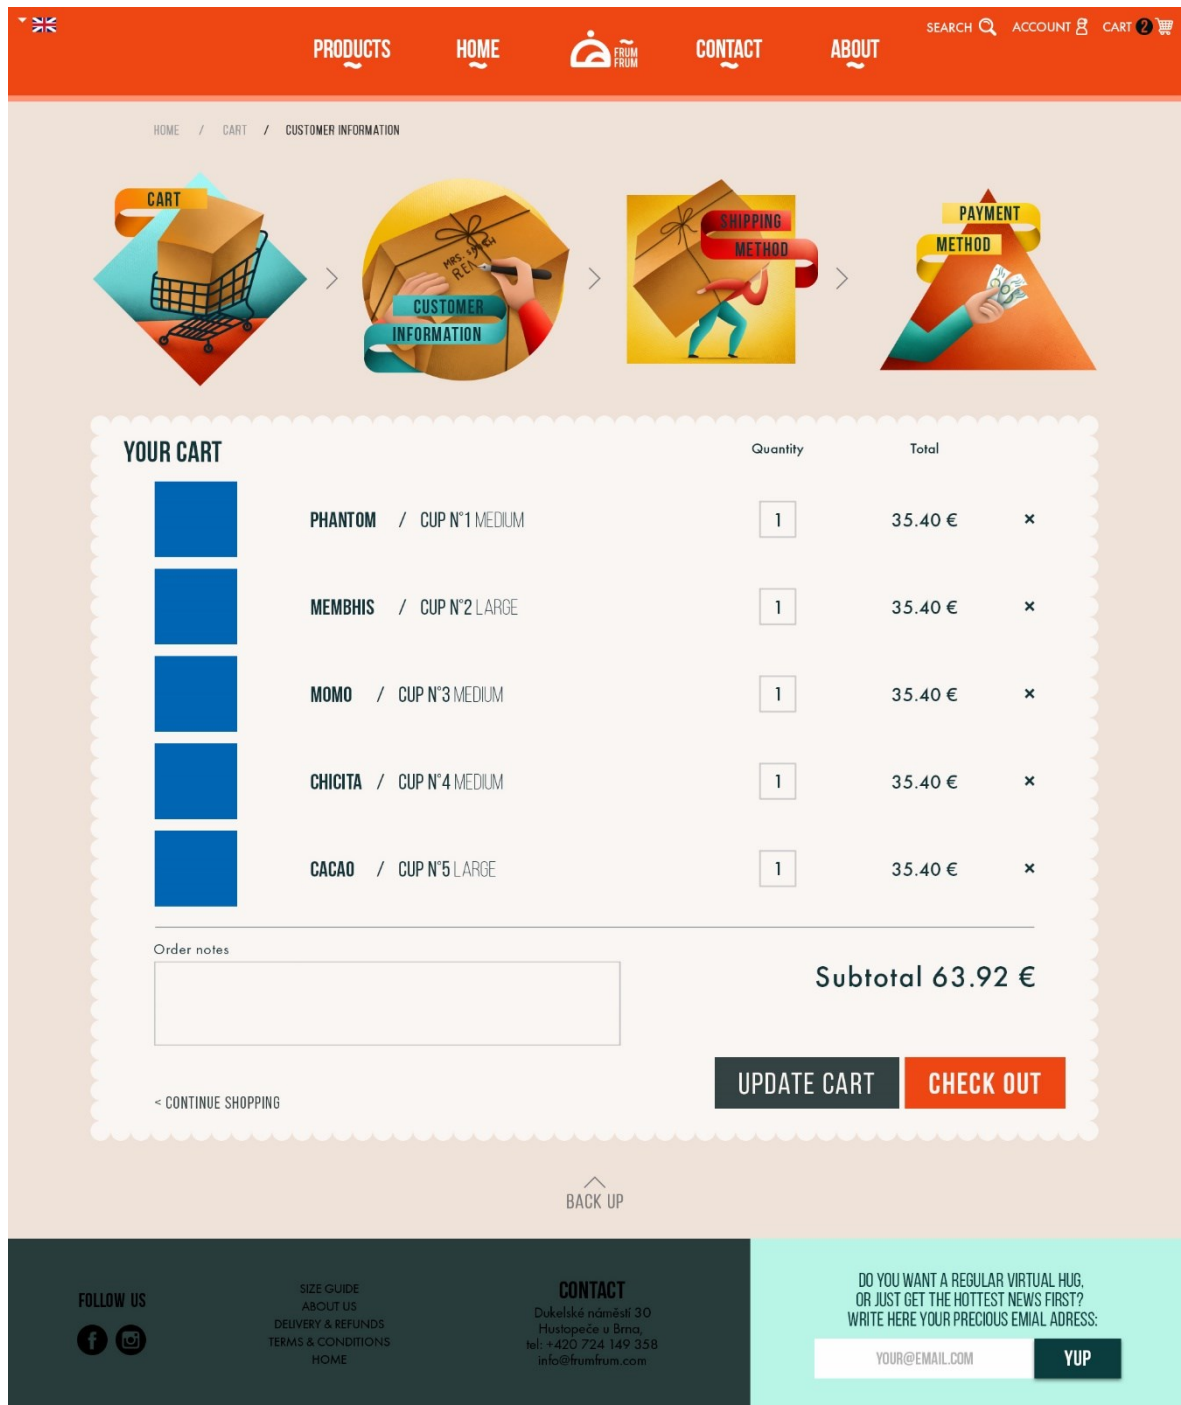 SEARCH ACCOUNT CART 2
PRODUCTS HOME FRUM FRUM CONTACT ABOUT
HOME / CART / CUSTOMER INFORMATION
CART
MRS. SMITCH
CUSTOMER
INFORMATION
SHIPPING
METHOD
PAYMENT
METHOD
YOUR CART Quantity Total
PHANTOM / CUP N°1 MEDIUM 1 35.40 € ×
MEMBHIS / CUP N°2 LARGE 1 35.40 € ×
MOMO / CUP N°3 MEDIUM 1 35.40 € ×
CHICITA / CUP N°4 MEDIUM 1 35.40 € ×
CACAO / CUP N°5 LARGE 1 35.40 € ×
Order notes
Subtotal 63.92 €
UPDATE CART CHECK OUT
< CONTINUE SHOPPING
BACK UP
FOLLOW US
SIZE GUIDE
ABOUT US
DELIVERY & REFUNDS
TERMS & CONDITIONS
HOME
CONTACT
Dukelské náměstí 30
Hustopeče u Brna,
tel: +420 724 149 358
info@frumfrum.com
DO YOU WANT A REGULAR VIRTUAL HUG,
OR JUST GET THE HOTTEST NEWS FIRST?
WRITE HERE YOUR PRECIOUS EMIAL ADRESS:
YOUR@EMAIL.COM YUP